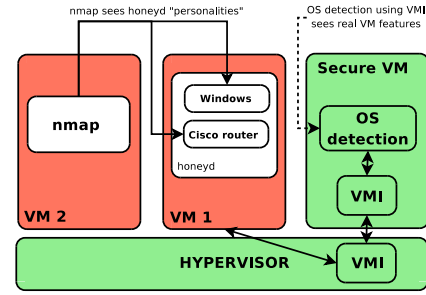 nmap sees honeyd "personalities"
OS detection using VMI
sees real VM features
nmap
VM 2
Windows
Cisco router
honeyd
VM 1
Secure VM
OS
detection
VMI
HYPERVISOR
VMI